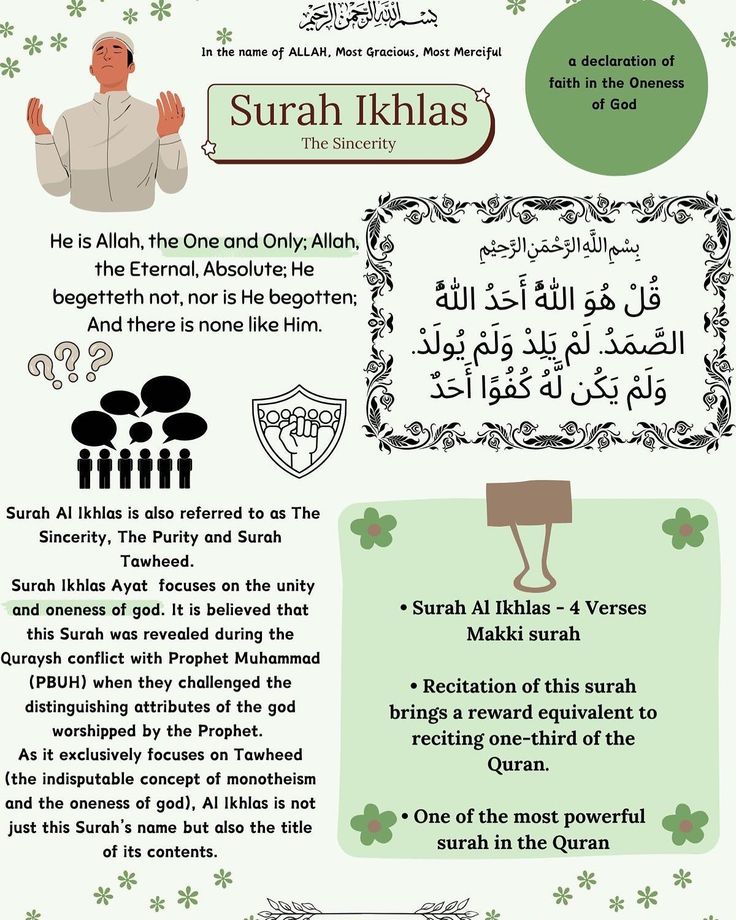 بسم الله الرحمن الرحيم
In the name of ALLAH, Most Gracious, Most Merciful
Surah Ikhlas
The Sincerity
a declaration of
faith in the Oneness
of God
He is Allah, the One and Only; Allah,
the Eternal, Absolute; He
begetteth not, nor is He begotten;
And there is none like Him.
بِسْمِ اللَّهِ الرَّحْمَنِ الرَّحِيْمِ
قُلْ هُوَ اللَّهُ أَحَدُ اللَّهُ
الصَّمَدُ. لَمْ يَلِدْ وَلَمْ يُولَدْ.
وَلَمْ يَكُن لَّهُ كُفُوًا أَحَدٌ
Surah Al Ikhlas is also referred to as The
Sincerity, The Purity and Surah
Tawheed.
Surah Ikhlas Ayat focuses on the unity
and oneness of god. It is believed that
this Surah was revealed during the
Quraysh conflict with Prophet Muhammad
(PBUH) when they challenged the
distinguishing attributes of the god
worshipped by the Prophet.
As it exclusively focuses on Tawheed
(the indisputable concept of monotheism
and the oneness of god), Al Ikhlas is not
just this Surah's name but also the title
of its contents.
• Surah Al Ikhlas - 4 Verses
Makki surah
• Recitation of this surah
brings a reward equivalent to
reciting one-third of the
Quran.
• One of the most powerful
surah in the Quran